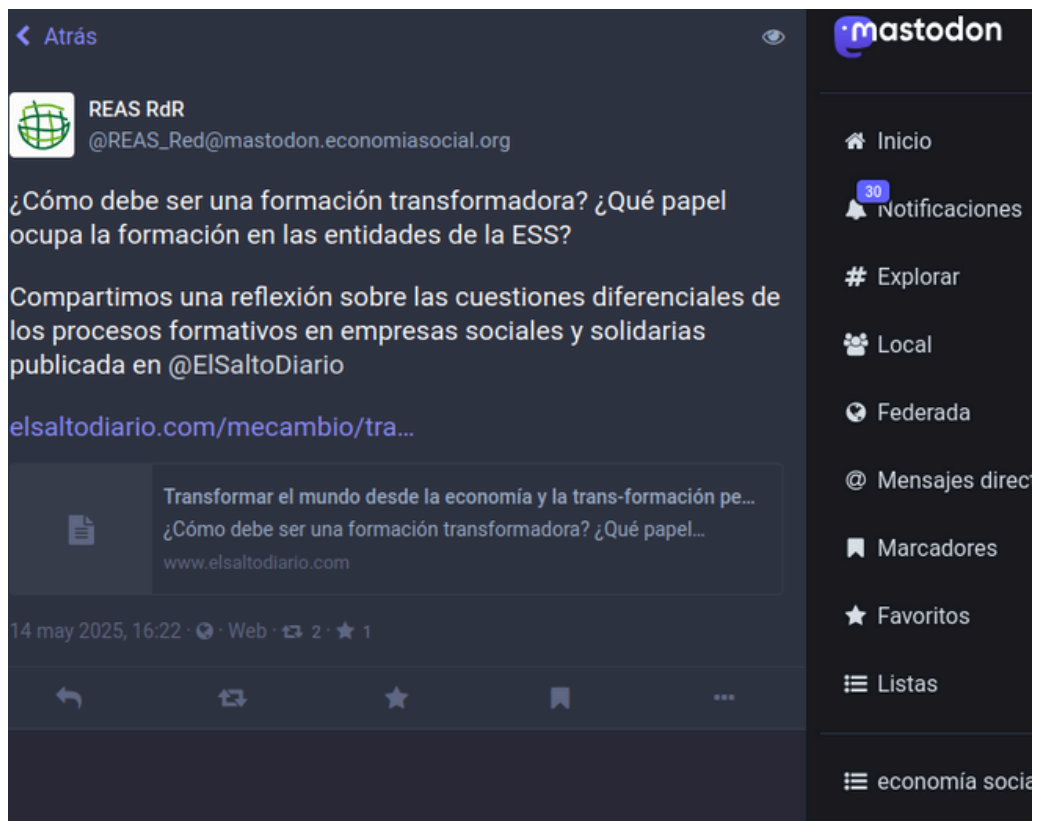 Atrás
REAS RdR
@REAS_Red@mastodon.economiasocial.org
¿Cómo debe ser una formación transformadora? ¿Qué papel
ocupa la formación en las entidades de la ESS?
Compartimos una reflexión sobre las cuestiones diferenciales de
los procesos formativos en empresas sociales y solidarias
publicada en @ElSaltoDiario
elsaltodiario.com/mecambio/tra…
Transformar el mundo desde la economía y la trans-formación pe…
¿Cómo debe ser una formación transformadora? ¿Qué papel…
www.elsaltodiario.com
14 may 2025, 16:22 · Web · 2 · 1
mastodon
Inicio
30
Notificaciones
# Explorar
Local
Federada
@ Mensajes direc
Marcadores
Favoritos
Listas
economía socia